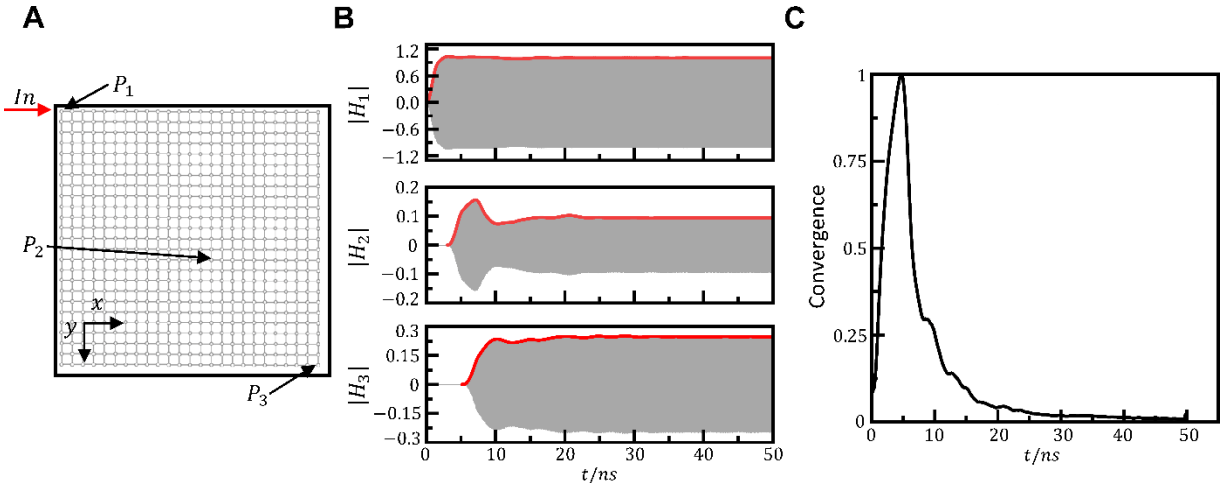 A
In
P₁
P₂
x
y
P₃
B
|H₁|
1.2
0.6
0.0
−0.6
−1.2
|H₂|
0.2
0.1
0
−0.1
−0.2
|H₃|
0.3
0.15
0
−0.15
−0.3
0 10 20 30 40 50
t/ns
C
Convergence
1
0.75
0.5
0.25
0
0 10 20 30 40 50
t/ns